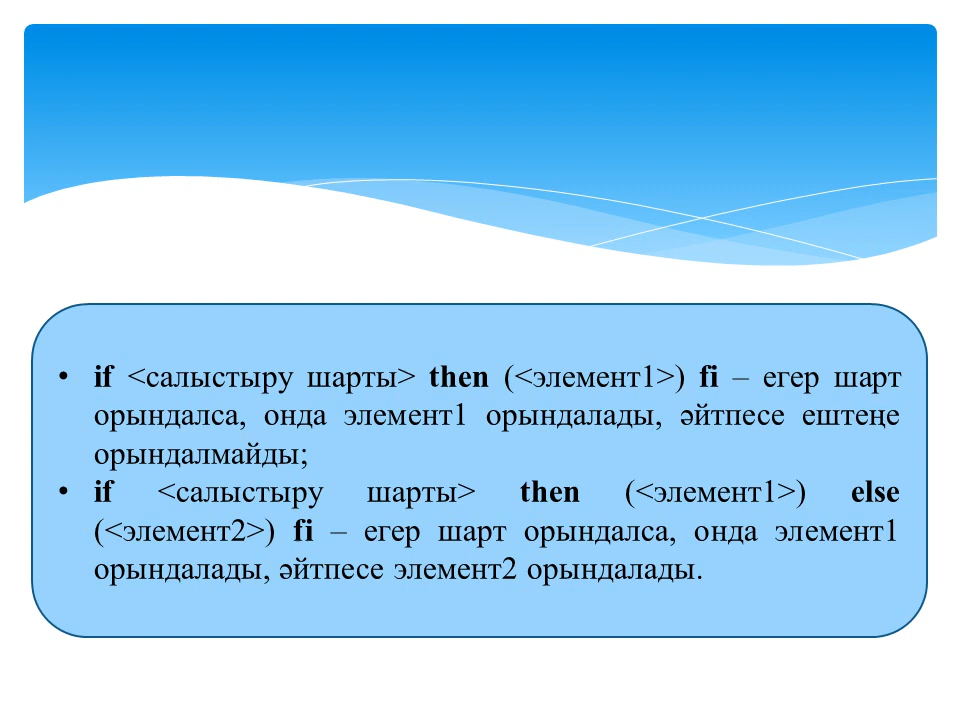 • if <салыстыру шарты> then (<элемент1>) fi – егер шарт
орындалса, онда элемент1 орындалады, әйтпесе ештеңе
орындалмайды;
• if <салыстыру шарты> then (<элемент1>) else
(<элемент2>) fi – егер шарт орындалса, онда элемент1
орындалады, әйтпесе элемент2 орындалады.